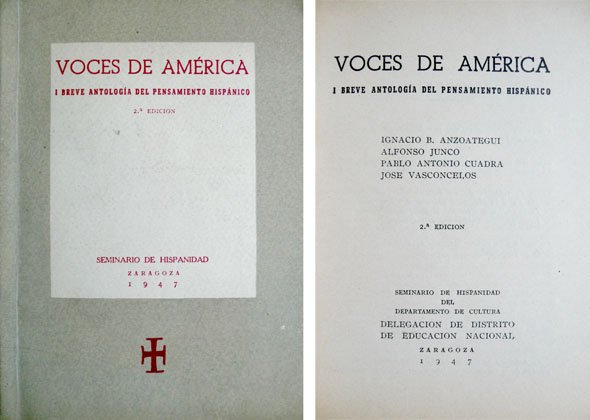 VOCES DE AMÉRICA
I BREVE ANTOLOGÍA DEL PENSAMIENTO HISPÁNICO
2.ª EDICION
SEMINARIO DE HISPANIDAD
ZARAGOZA
1947
VOCES DE AMÉRICA
I BREVE ANTOLOGÍA DEL PENSAMIENTO HISPÁNICO
IGNACIO B. ANZOATEGUI
ALFONSO JUNCO
PABLO ANTONIO CUADRA
JOSE VASCONCELOS
2.ª EDICION
SEMINARIO DE HISPANIDAD
DEL
DEPARTAMENTO DE CULTURA
DELEGACION DE DISTRITO
DE EDUCACION NACIONAL
ZARAGOZA
1947